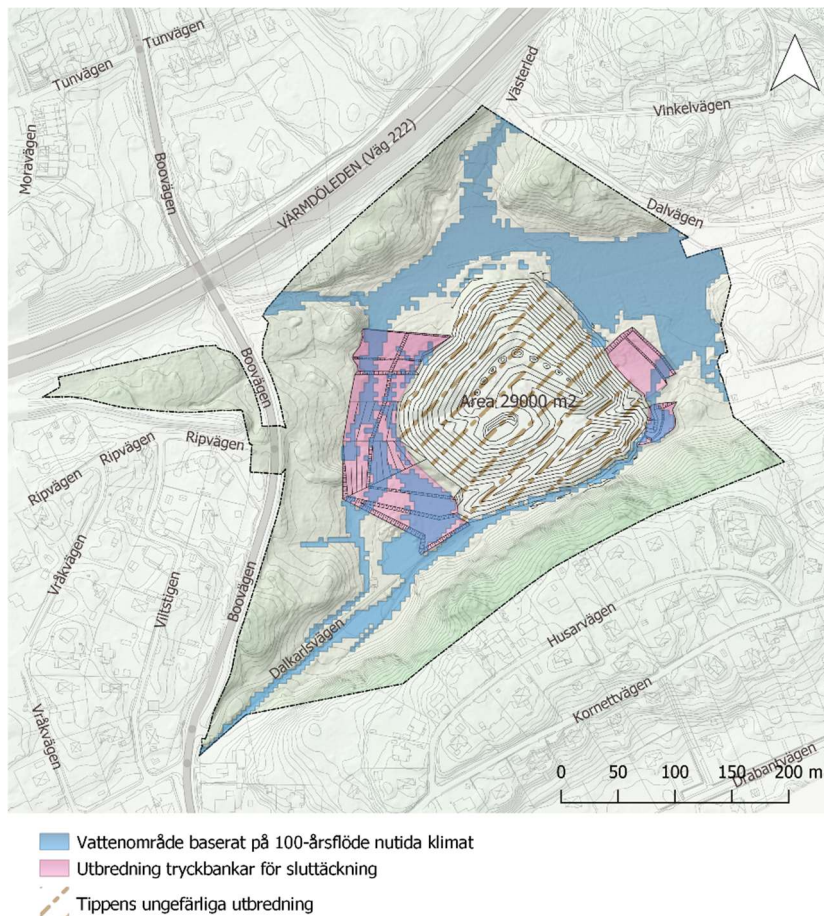 Tunvägen
Tunvägen
Moravägen
Boovägen
VÄRMDÖLEDEN (Väg 222)
Västerled
Vinkelvägen
Dalvägen
Boovägen
Area 29000 m2
Ripvägen
Ripvägen
Ripvägen
Vråkvägen
Viltstigen
Boovägen
Dalkarlsvägen
Husarvägen
Kornettvägen
Vråkvägen
Drabantvägen
0 50 100 150 200 m
Vattenområde baserat på 100-årsflöde nutida klimat
Utbredning tryckbankar för sluttäckning
Tippens ungefärliga utbredning